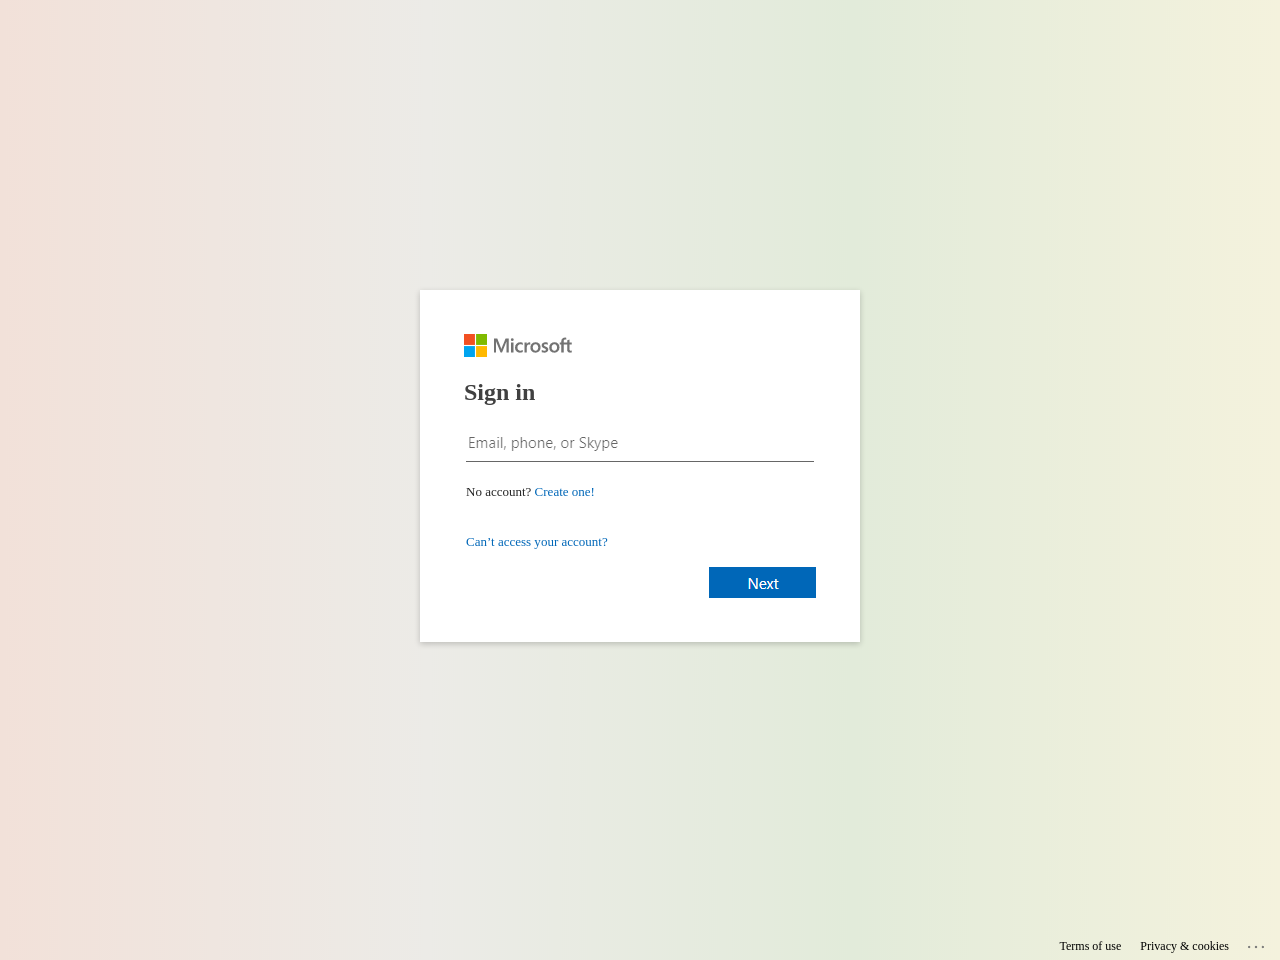 Microsoft
Sign in
Email, phone, or Skype
No account? Create one!
Can’t access your account?
Next
Terms of use Privacy & cookies ...